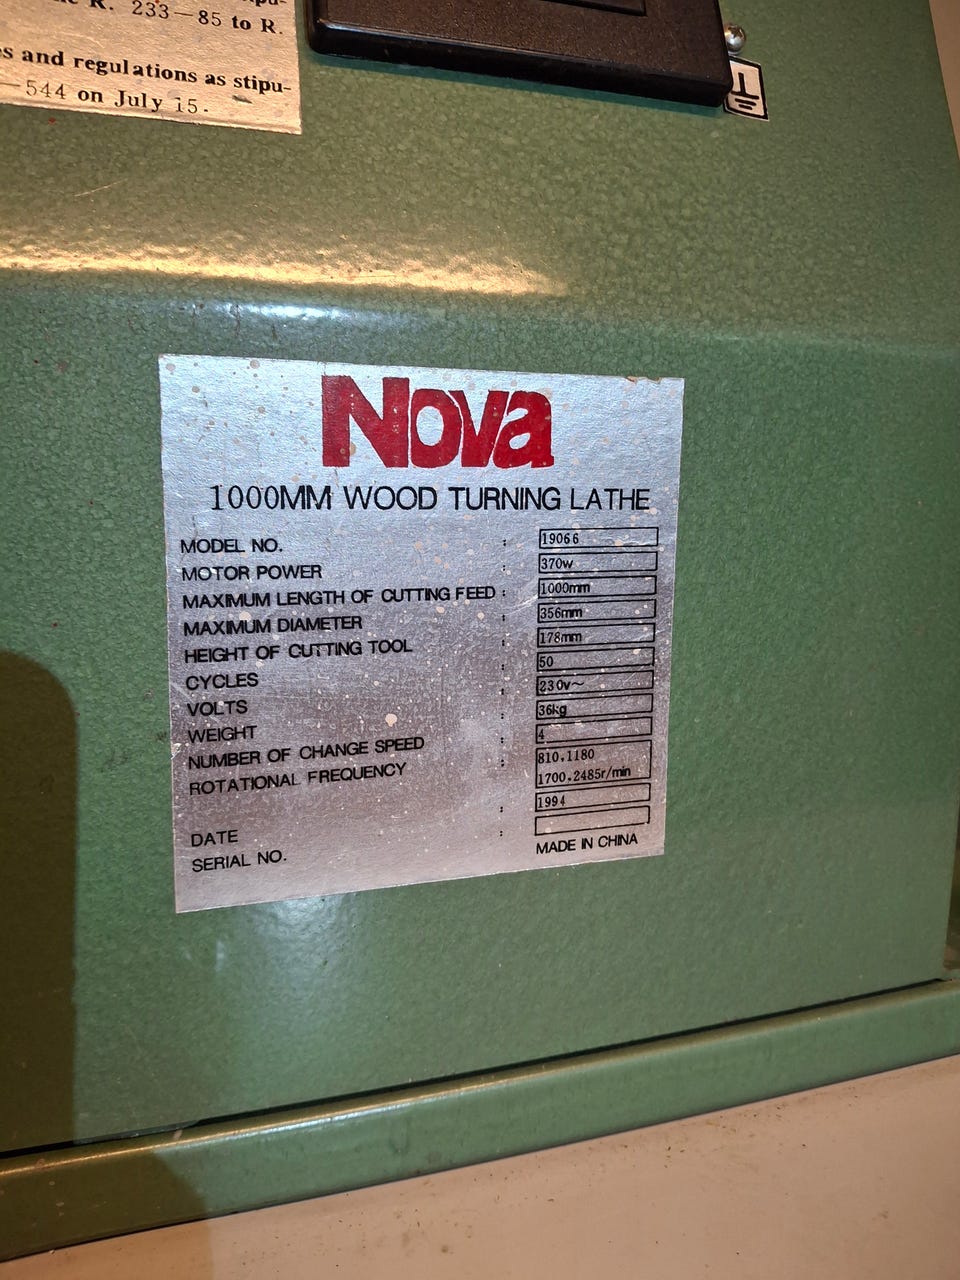 R. 233—85 to R.
and regulations as stipu-
—544 on July 15.
Nova
1000MM WOOD TURNING LATHE
MODEL NO. : 19066
MOTOR POWER : 370w
MAXIMUM LENGTH OF CUTTING FEED : 1000mm
MAXIMUM DIAMETER : 356mm
HEIGHT OF CUTTING TOOL : 178mm
CYCLES : 50
VOLTS : 230v~
WEIGHT : 36kg
NUMBER OF CHANGE SPEED : 4
ROTATIONAL FREQUENCY : 810.1180
1700.2485r/min
DATE : 1994
SERIAL NO. :
MADE IN CHINA